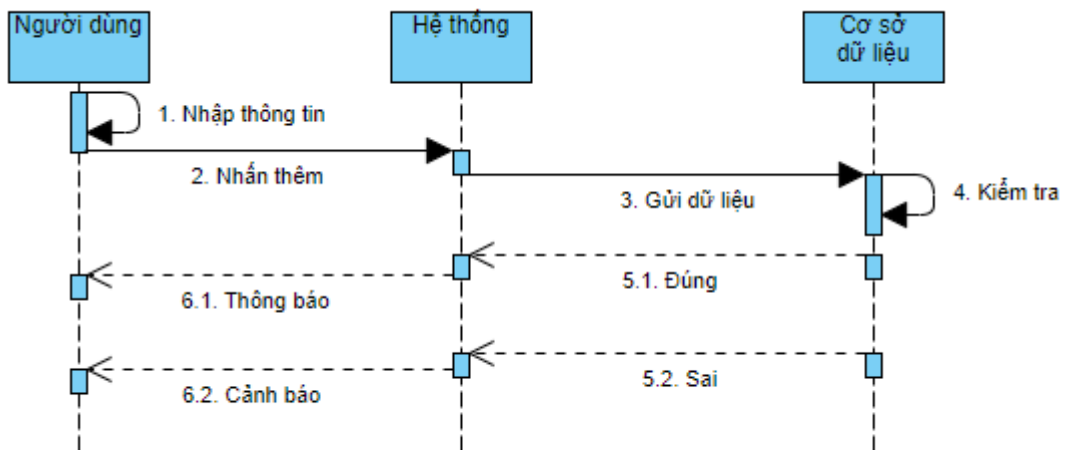 Người dùng
Hệ thống
Cơ sở
dữ liệu
1. Nhập thông tin
2. Nhấn thêm
3. Gửi dữ liệu
4. Kiểm tra
5.1. Đúng
6.1. Thông báo
5.2. Sai
6.2. Cảnh báo